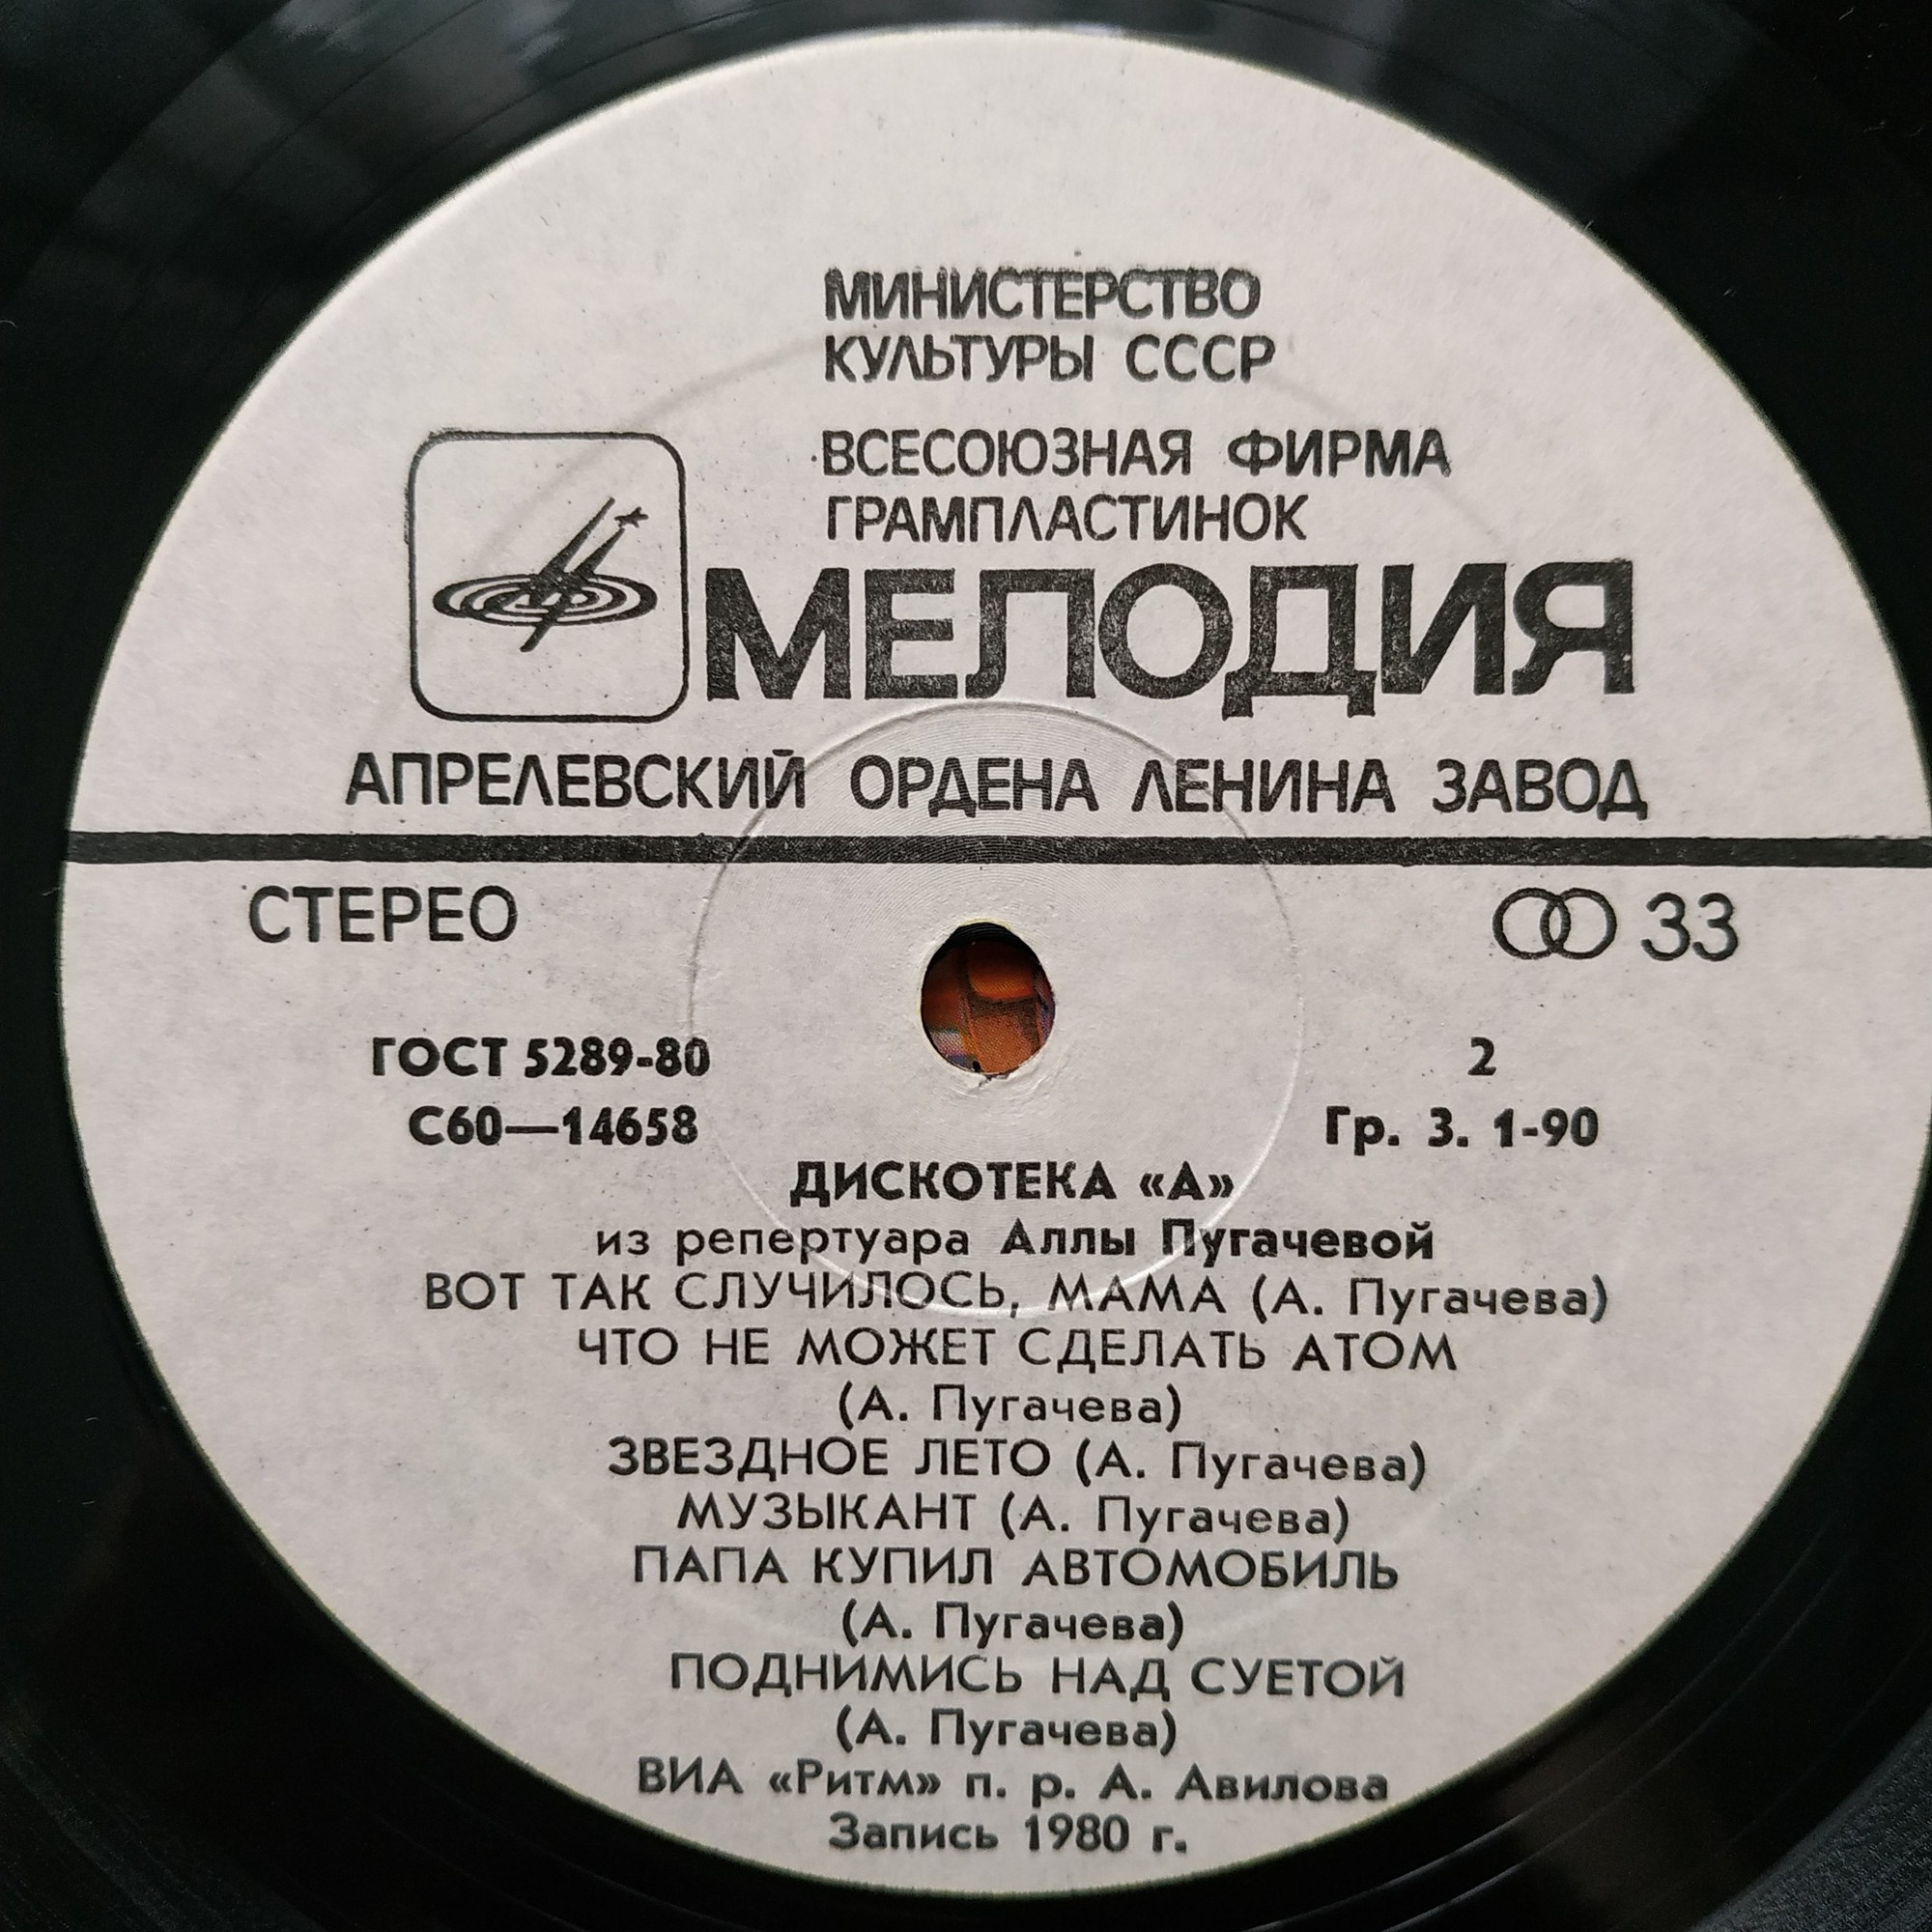 МИНИСТЕРСТВО
КУЛЬТУРЫ СССР
ВСЕСОЮЗНАЯ ФИРМА
ГРАМПЛАСТИНОК
МЕЛОДИЯ
АПРЕЛЕВСКИЙ ОРДЕНА ЛЕНИНА ЗАВОД
СТЕРЕО 33
ГОСТ 5289-80 2
С60—14658 Гр. 3. 1-90
ДИСКОТЕКА «А»
из репертуара Аллы Пугачевой
ВОТ ТАК СЛУЧИЛОСЬ, МАМА (А. Пугачева)
ЧТО НЕ МОЖЕТ СДЕЛАТЬ АТОМ
(А. Пугачева)
ЗВЕЗДНОЕ ЛЕТО (А. Пугачева)
МУЗЫКАНТ (А. Пугачева)
ПАПА КУПИЛ АВТОМОБИЛЬ
(А. Пугачева)
ПОДНИМИСЬ НАД СУЕТОЙ
(А. Пугачева)
ВИА «Ритм» п. р. А. Авилова
Запись 1980 г.